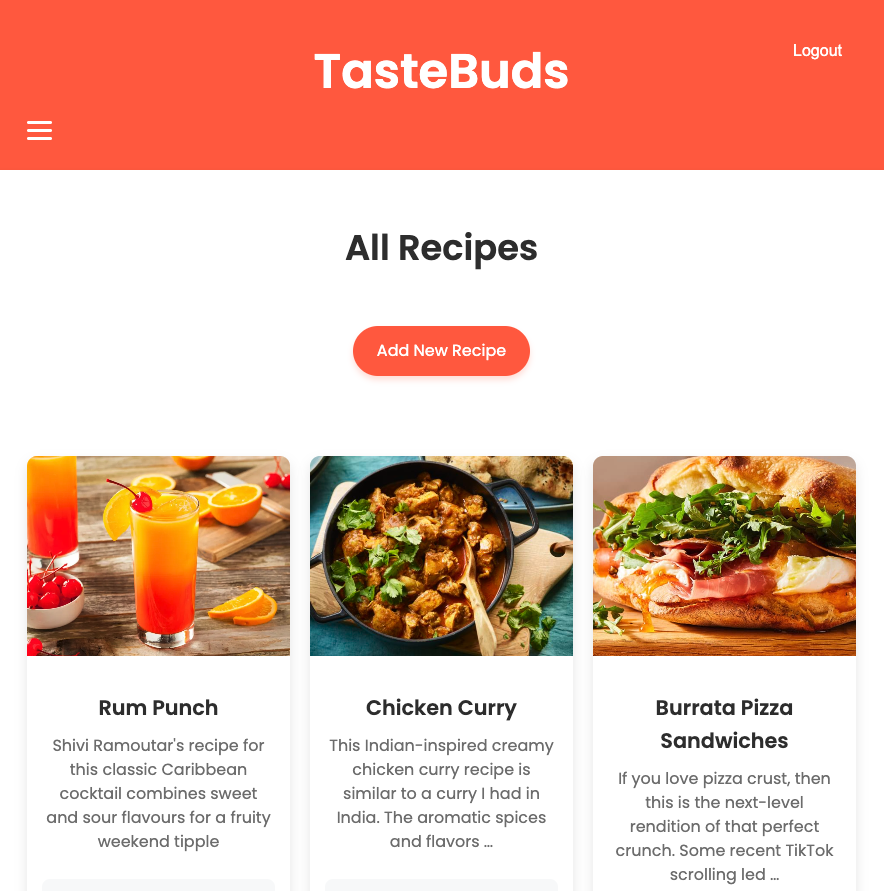 Logout
TasteBuds
All Recipes
Add New Recipe
Rum Punch
Shivi Ramoutar's recipe for
this classic Caribbean
cocktail combines sweet
and sour flavours for a fruity
weekend tipple
Chicken Curry
This Indian-inspired creamy
chicken curry recipe is
similar to a curry I had in
India. The aromatic spices
and flavors ...
Burrata Pizza
Sandwiches
If you love pizza crust, then
this is the next-level
rendition of that perfect
crunch. Some recent TikTok
scrolling led ...